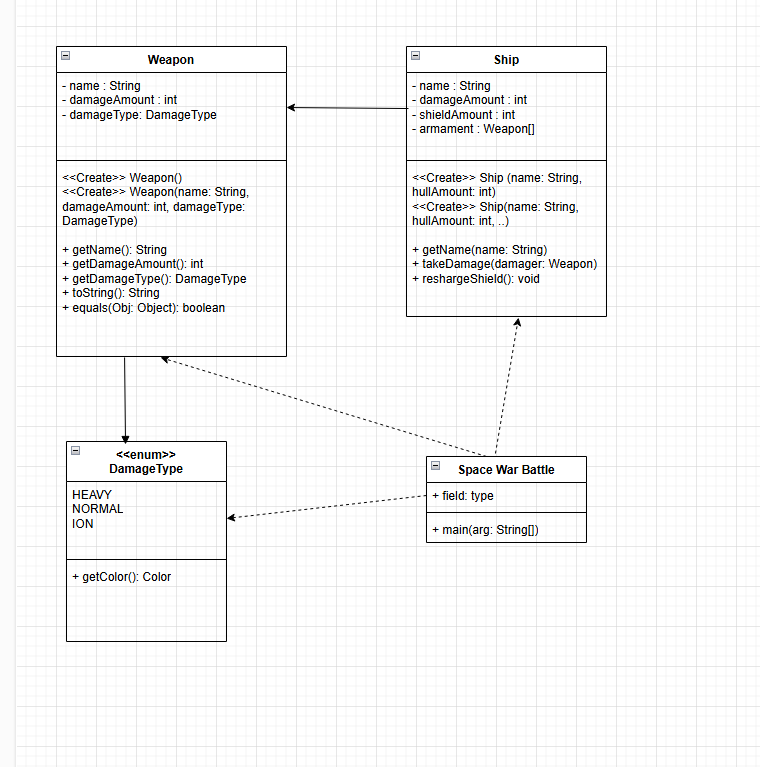 Weapon
- name : String
- damageAmount : int
- damageType: DamageType
<<Create>> Weapon()
<<Create>> Weapon(name: String,
damageAmount: int, damageType:
DamageType)
+ getName(): String
+ getDamageAmount(): int
+ getDamageType(): DamageType
+ toString(): String
+ equals(Obj: Object): boolean
Ship
- name : String
- damageAmount : int
- shieldAmount : int
- armament : Weapon[]
<<Create>> Ship (name: String,
hullAmount: int)
<<Create>> Ship(name: String,
hullAmount: int, ..)
+ getName(name: String)
+ takeDamage(damager: Weapon)
+ reshargeShield(): void
<<enum>>
DamageType
HEAVY
NORMAL
ION
+ getColor(): Color
Space War Battle
+ field: type
+ main(arg: String[])